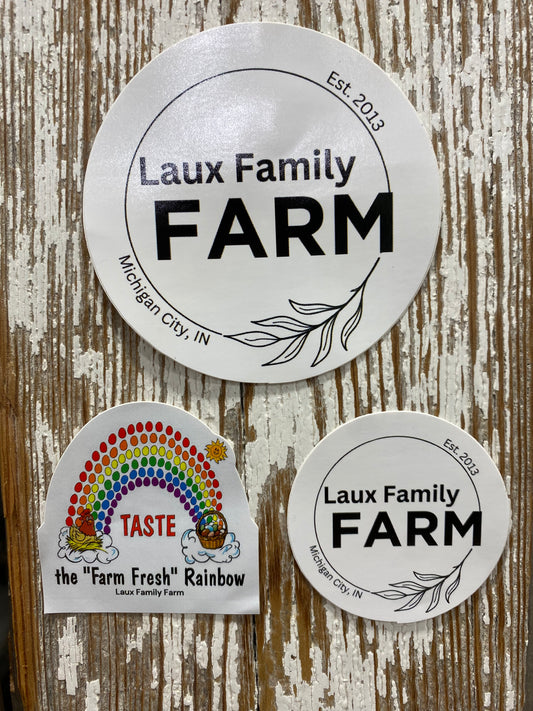 Est. 2013
Laux Family
FARM
Michigan City, IN
TASTE
the "Farm Fresh" Rainbow
Laux Family Farm
Est. 2013
Laux Family
FARM
Michigan City, IN